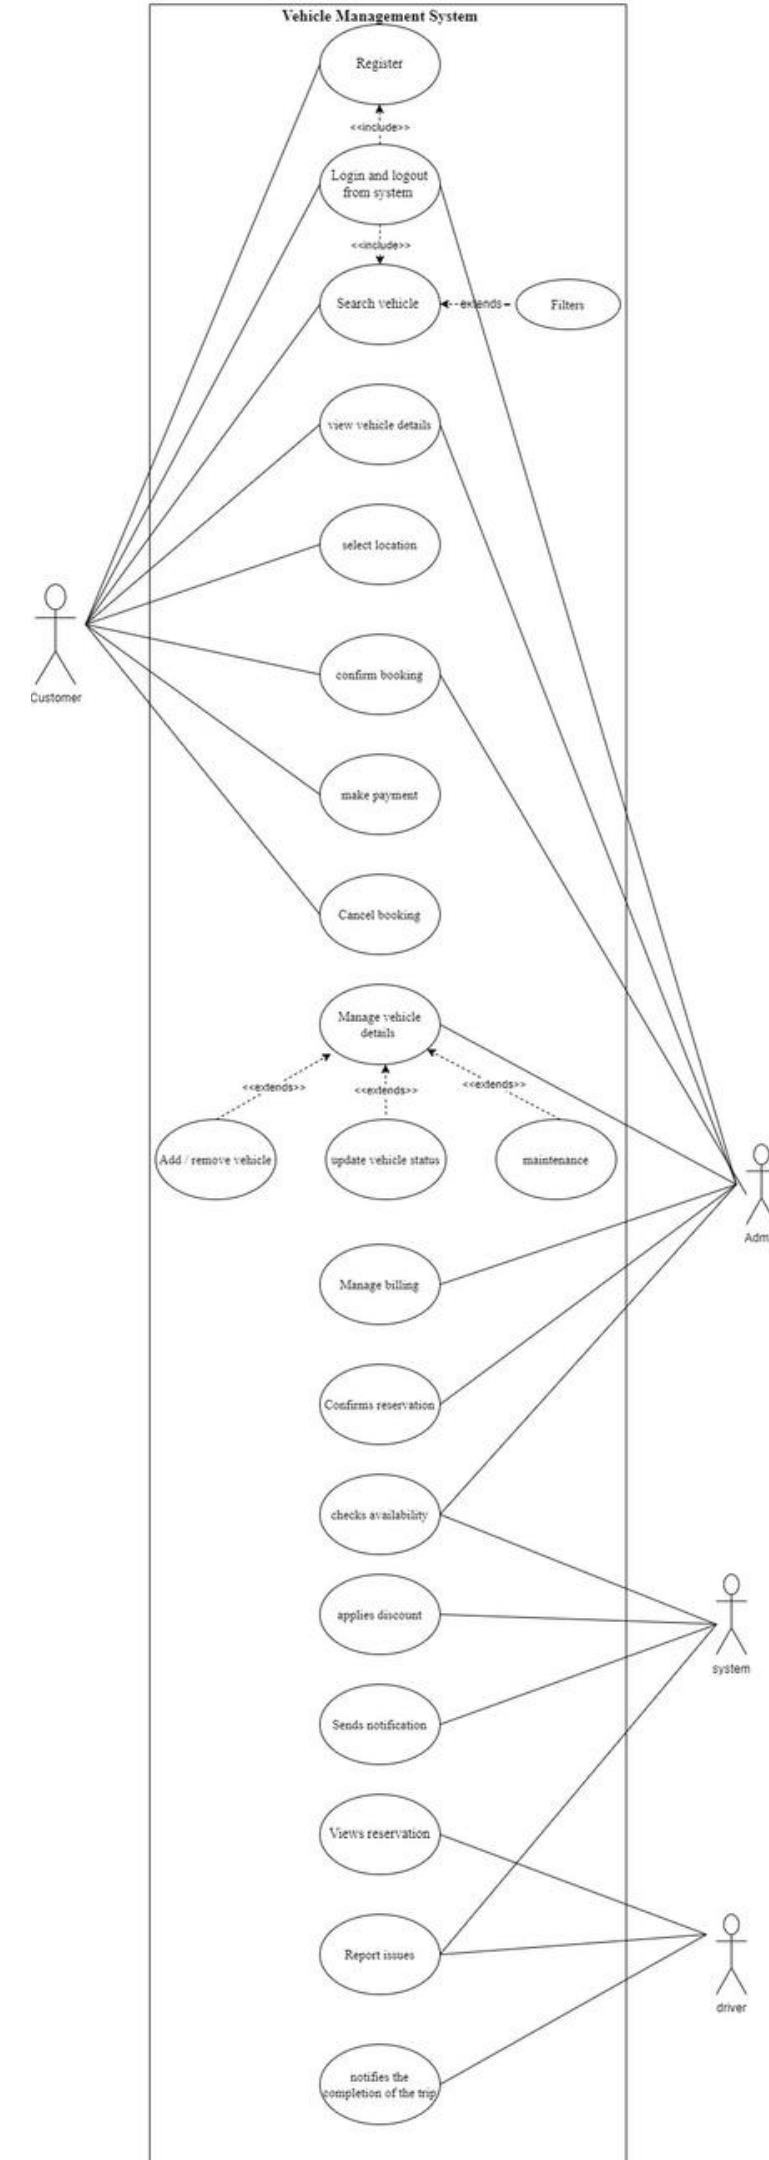 Vehicle Management System
Register
<<include>>
Login and logout
from system
<<include>>
Search vehicle
extends
Filters
view vehicle details
select location
Customer
confirm booking
make payment
Cancel booking
Manage vehicle
details
<<extends>>
<<extends>>
<<extends>>
Add / remove vehicle
update vehicle status
maintenance
Adm
Manage billing
Confirms reservation
checks availability
applies discount
system
Sends notification
Views reservation
Report issues
driver
notifies the
completion of the trip